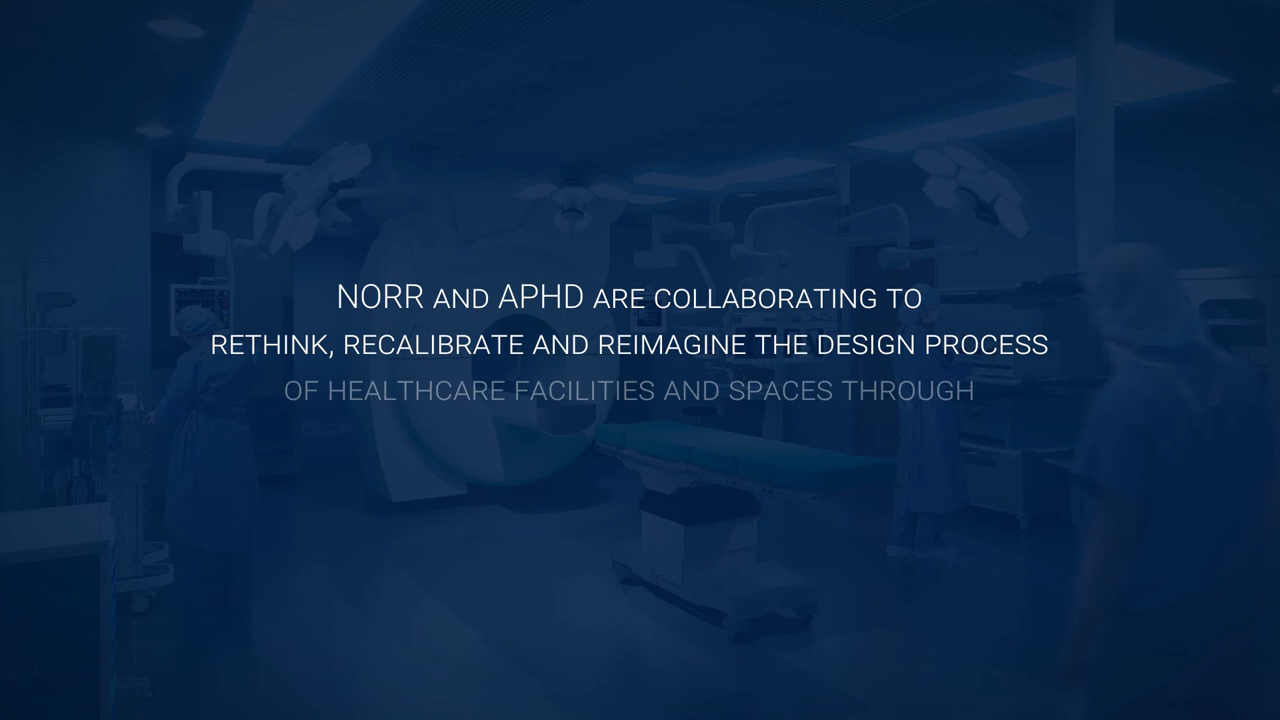 NORR AND APHD ARE COLLABORATING TO
RETHINK, RECALIBRATE AND REIMAGINE THE DESIGN PROCESS
OF HEALTHCARE FACILITIES AND SPACES THROUGH